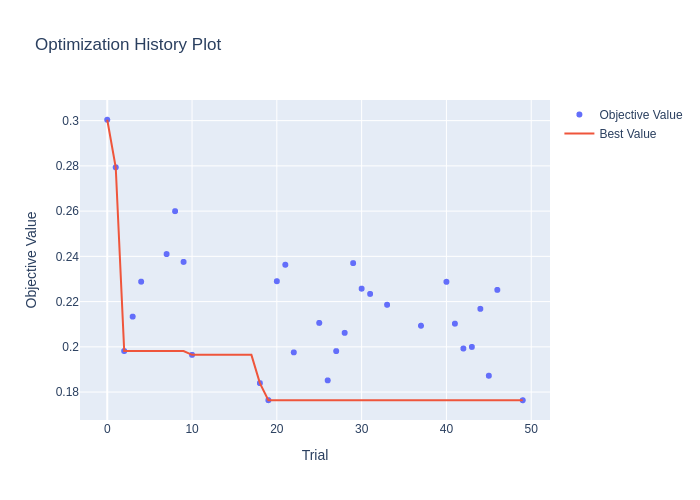 Optimization History Plot
Objective Value
Best Value
0.3
0.28
0.26
0.24
0.22
0.2
0.18
Objective Value
0 10 20 30 40 50
Trial